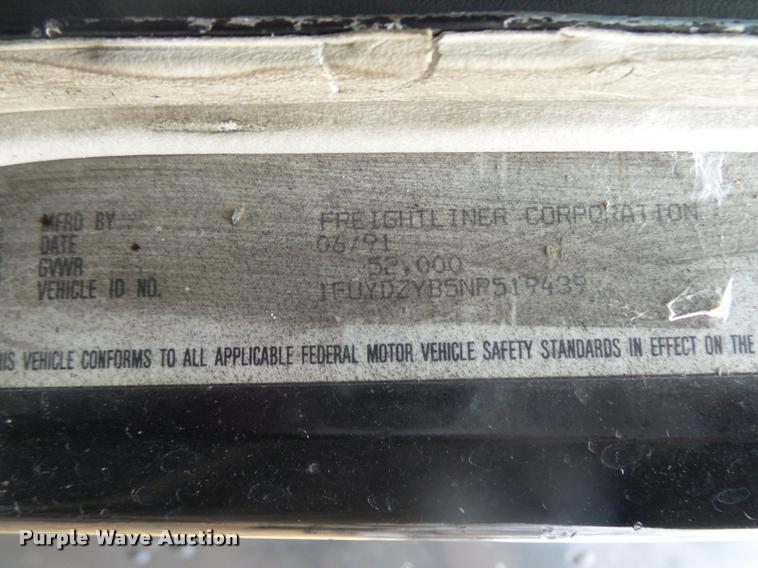 MFRD BY FREIGHTLINER CORPORATION
DATE 06/91
GVWR 52,000
VEHICLE ID NO. 1FUYDZYB5NP519439
HIS VEHICLE CONFORMS TO ALL APPLICABLE FEDERAL MOTOR VEHICLE SAFETY STANDARDS IN EFFECT ON THE
Purple Wave Auction